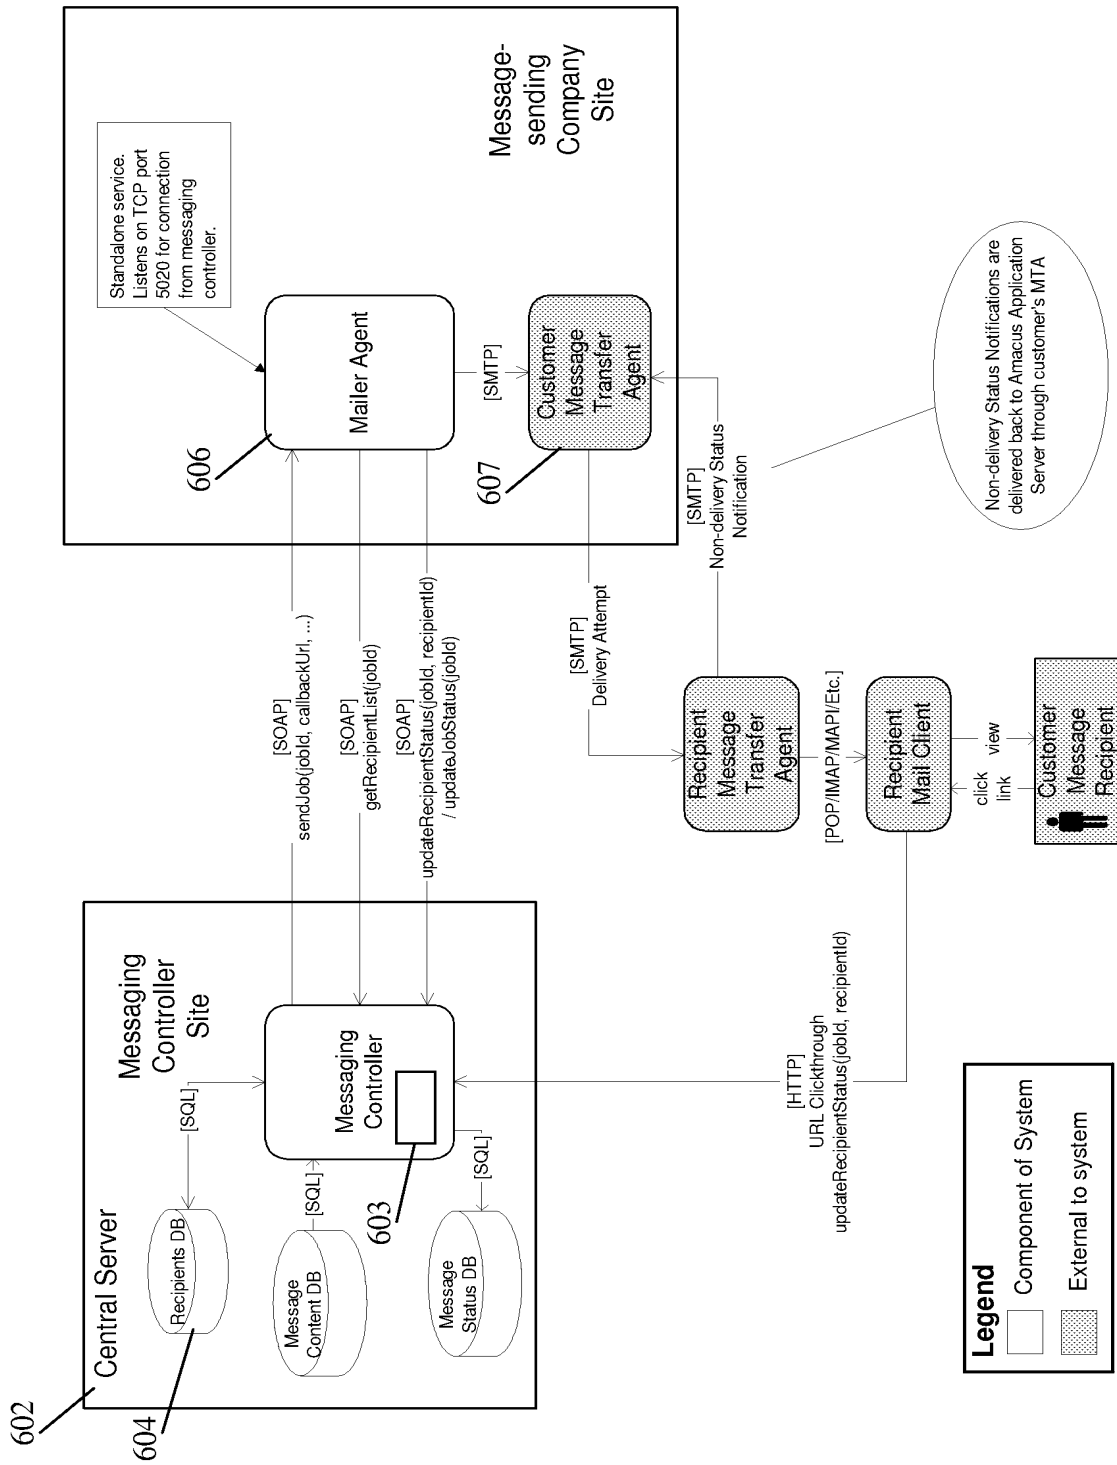 602
Central Server
Messaging
Controller
Site
604
Recipients DB
[SQL]
Message
Content DB
[SQL]
603
Message
Status DB
[SQL]
Messaging
Controller
[SOAP]
sendJob(jobId, callbackUrl, ...)
[SOAP]
getRecipientList(jobId)
[SOAP]
updateRecipientStatus(jobId, recipientId)
/ updateJobStatus(jobId)
606
Mailer Agent
Standalone service.
Listens on TCP port
5020 for connection
from messaging
controller.
Message-
sending
Company
Site
[SMTP]
607
Customer
Message
Transfer
Agent
[SMTP]
Delivery Attempt
[SMTP]
Non-delivery Status
Notification
Non-delivery Status Notifications are
delivered back to Amacus Application
Server through customer's MTA
Recipient
Message
Transfer
Agent
[POP/IMAP/MAPI/Etc.]
Recipient
Mail Client
click
link
view
Customer
Message
Recipient
[HTTP]
URL Clickthrough
updateRecipientStatus(jobId, recipientId)
Legend
Component of System
External to system